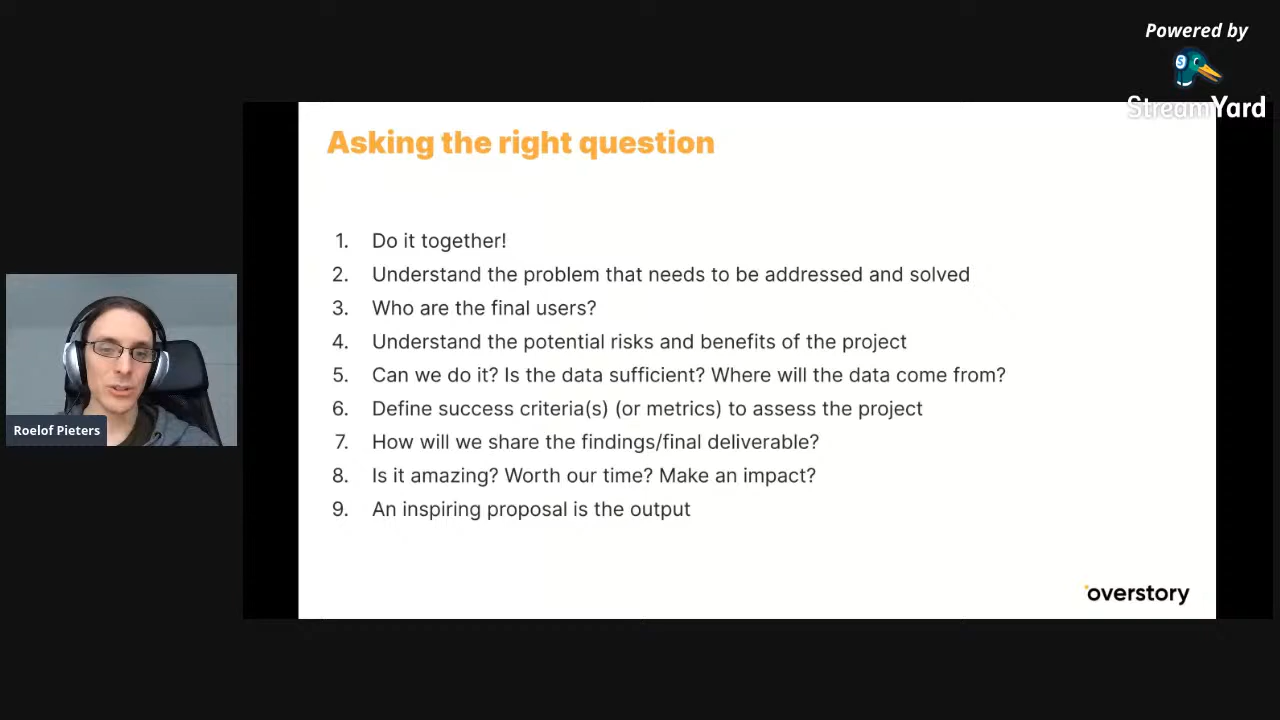 Powered by
StreamYard
Asking the right question
1. Do it together!
2. Understand the problem that needs to be addressed and solved
3. Who are the final users?
4. Understand the potential risks and benefits of the project
5. Can we do it? Is the data sufficient? Where will the data come from?
6. Define success criteria(s) (or metrics) to assess the project
7. How will we share the findings/final deliverable?
8. Is it amazing? Worth our time? Make an impact?
9. An inspiring proposal is the output
Roelof Pieters
overstory